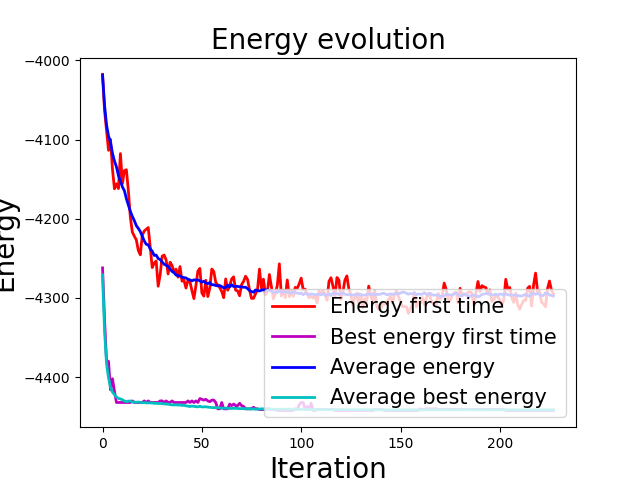 Energy evolution
Energy
−4000
−4100
−4200
−4300
−4400
0
50
100
150
200
Iteration
Energy first time
Best energy first time
Average energy
Average best energy